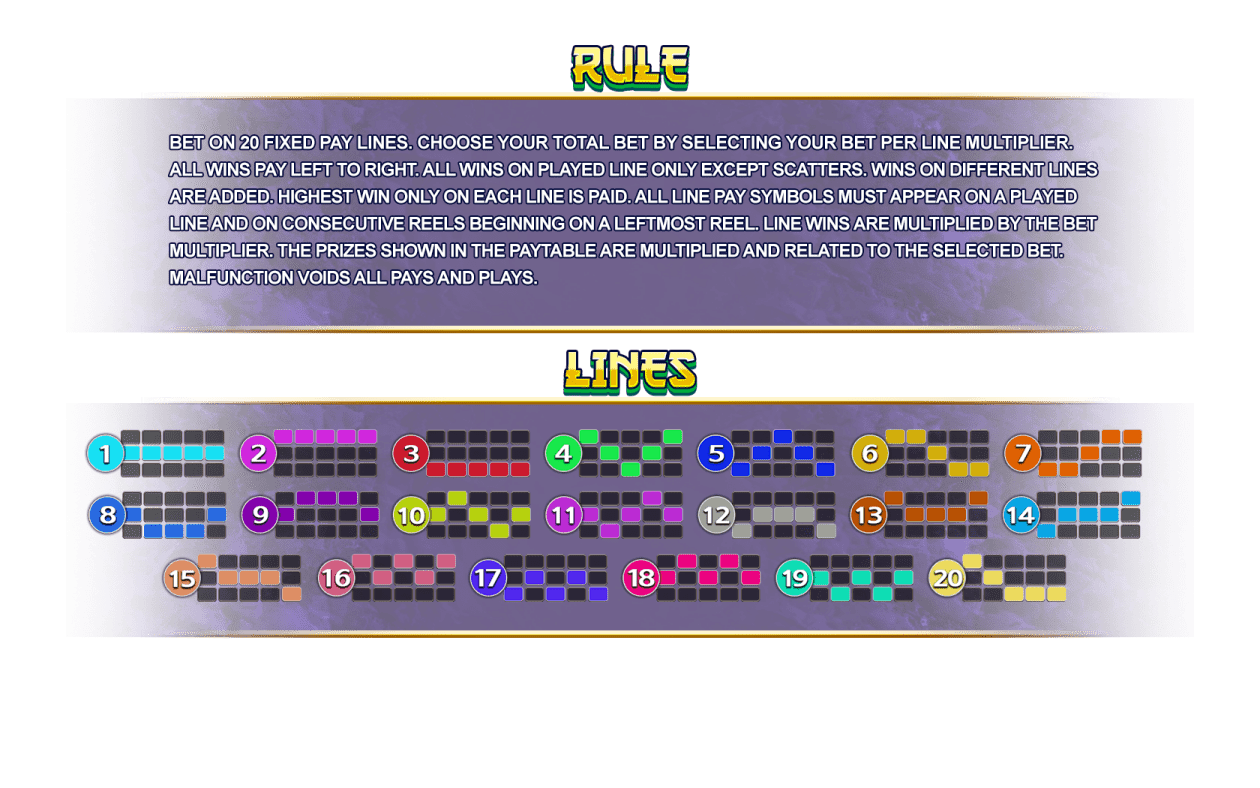 RULE
BET ON 20 FIXED PAY LINES. CHOOSE YOUR TOTAL BET BY SELECTING YOUR BET PER LINE MULTIPLIER.
ALL WINS PAY LEFT TO RIGHT. ALL WINS ON PLAYED LINE ONLY EXCEPT SCATTERS. WINS ON DIFFERENT LINES
ARE ADDED. HIGHEST WIN ONLY ON EACH LINE IS PAID. ALL LINE PAY SYMBOLS MUST APPEAR ON A PLAYED
LINE AND ON CONSECUTIVE REELS BEGINNING ON A LEFTMOST REEL. LINE WINS ARE MULTIPLIED BY THE BET
MULTIPLIER. THE PRIZES SHOWN IN THE PAYTABLE ARE MULTIPLIED AND RELATED TO THE SELECTED BET.
MALFUNCTION VOIDS ALL PAYS AND PLAYS.
LINES
1 2 3 4 5 6 7
8 9 10 11 12 13 14
15 16 17 18 19 20